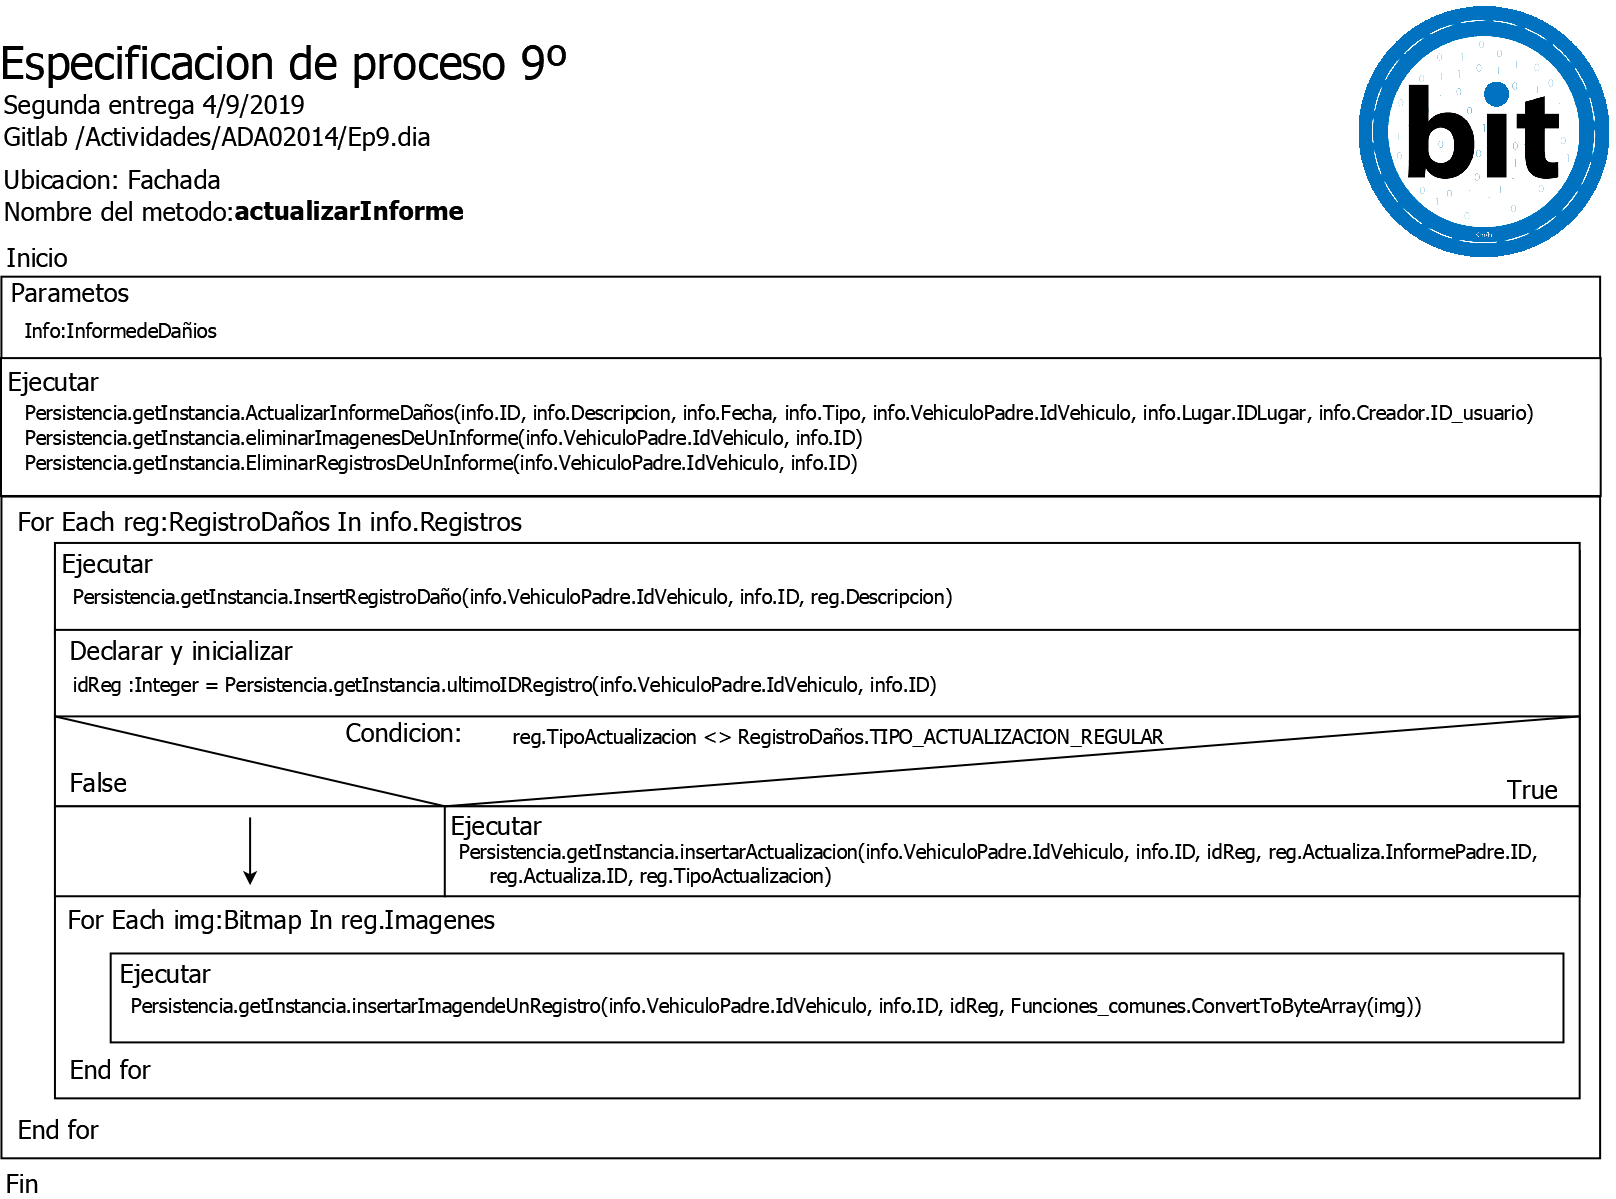 Especificacion de proceso 9º
Segunda entrega 4/9/2019
Gitlab /Actividades/ADA02014/Ep9.dia
Ubicacion: Fachada
Nombre del metodo:actualizarInforme
bit
Inicio
Parametos
Info:InformedeDañios
Ejecutar
Persistencia.getInstancia.ActualizarInformeDaños(info.ID, info.Descripcion, info.Fecha, info.Tipo, info.VehiculoPadre.IdVehiculo, info.Lugar.IDLugar, info.Creador.ID_usuario)
Persistencia.getInstancia.eliminarImagenesDeUnInforme(info.VehiculoPadre.IdVehiculo, info.ID)
Persistencia.getInstancia.EliminarRegistrosDeUnInforme(info.VehiculoPadre.IdVehiculo, info.ID)
For Each reg:RegistroDaños In info.Registros
Ejecutar
Persistencia.getInstancia.InsertRegistroDaño(info.VehiculoPadre.IdVehiculo, info.ID, reg.Descripcion)
Declarar y inicializar
idReg :Integer = Persistencia.getInstancia.ultimoIDRegistro(info.VehiculoPadre.IdVehiculo, info.ID)
Condicion: reg.TipoActualizacion <> RegistroDaños.TIPO_ACTUALIZACION_REGULAR
False
True
Ejecutar
Persistencia.getInstancia.insertarActualizacion(info.VehiculoPadre.IdVehiculo, info.ID, idReg, reg.Actualiza.InformePadre.ID,
reg.Actualiza.ID, reg.TipoActualizacion)
For Each img:Bitmap In reg.Imagenes
Ejecutar
Persistencia.getInstancia.insertarImagendeUnRegistro(info.VehiculoPadre.IdVehiculo, info.ID, idReg, Funciones_comunes.ConvertToByteArray(img))
End for
End for
Fin